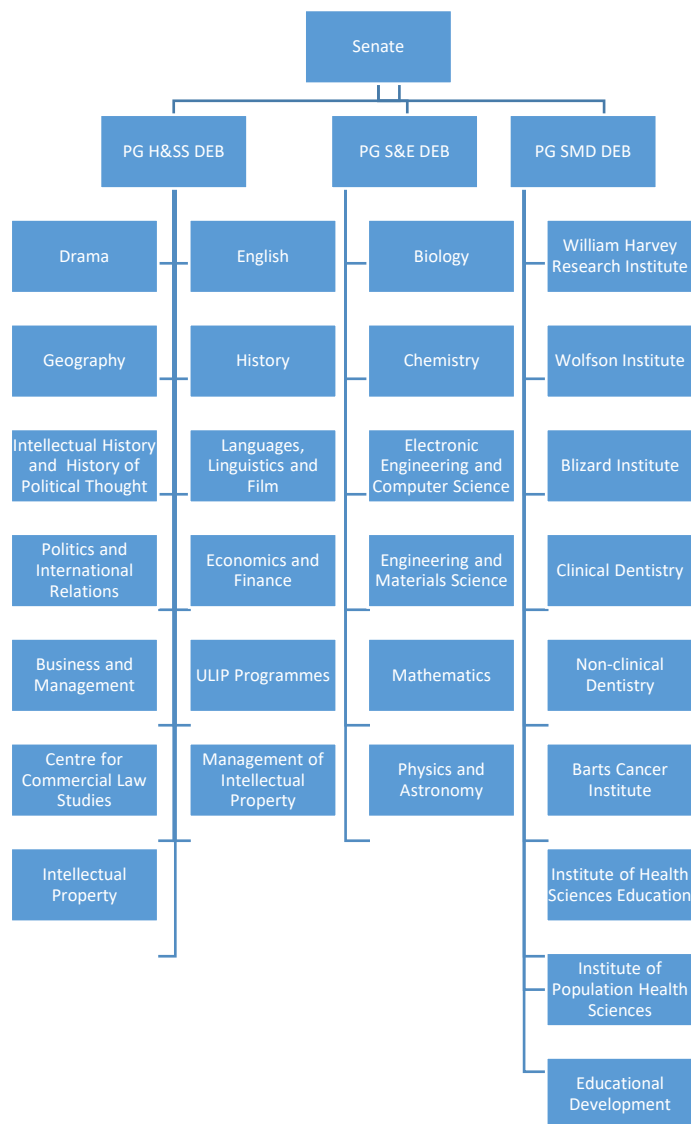 Senate
PG H&SS DEB
PG S&E DEB
PG SMD DEB
Drama
English
Biology
William Harvey
Research Institute
Geography
History
Chemistry
Wolfson Institute
Intellectual History
and History of
Political Thought
Languages,
Linguistics and
Film
Electronic
Engineering and
Computer Science
Blizard Institute
Politics and
International
Relations
Economics and
Finance
Engineering and
Materials Science
Clinical Dentistry
Business and
Management
ULIP Programmes
Mathematics
Non-clinical
Dentistry
Centre for
Commercial Law
Studies
Management of
Intellectual
Property
Physics and
Astronomy
Barts Cancer
Institute
Intellectual
Property
Institute of Health
Sciences Education
Institute of
Population Health
Sciences
Educational
Development